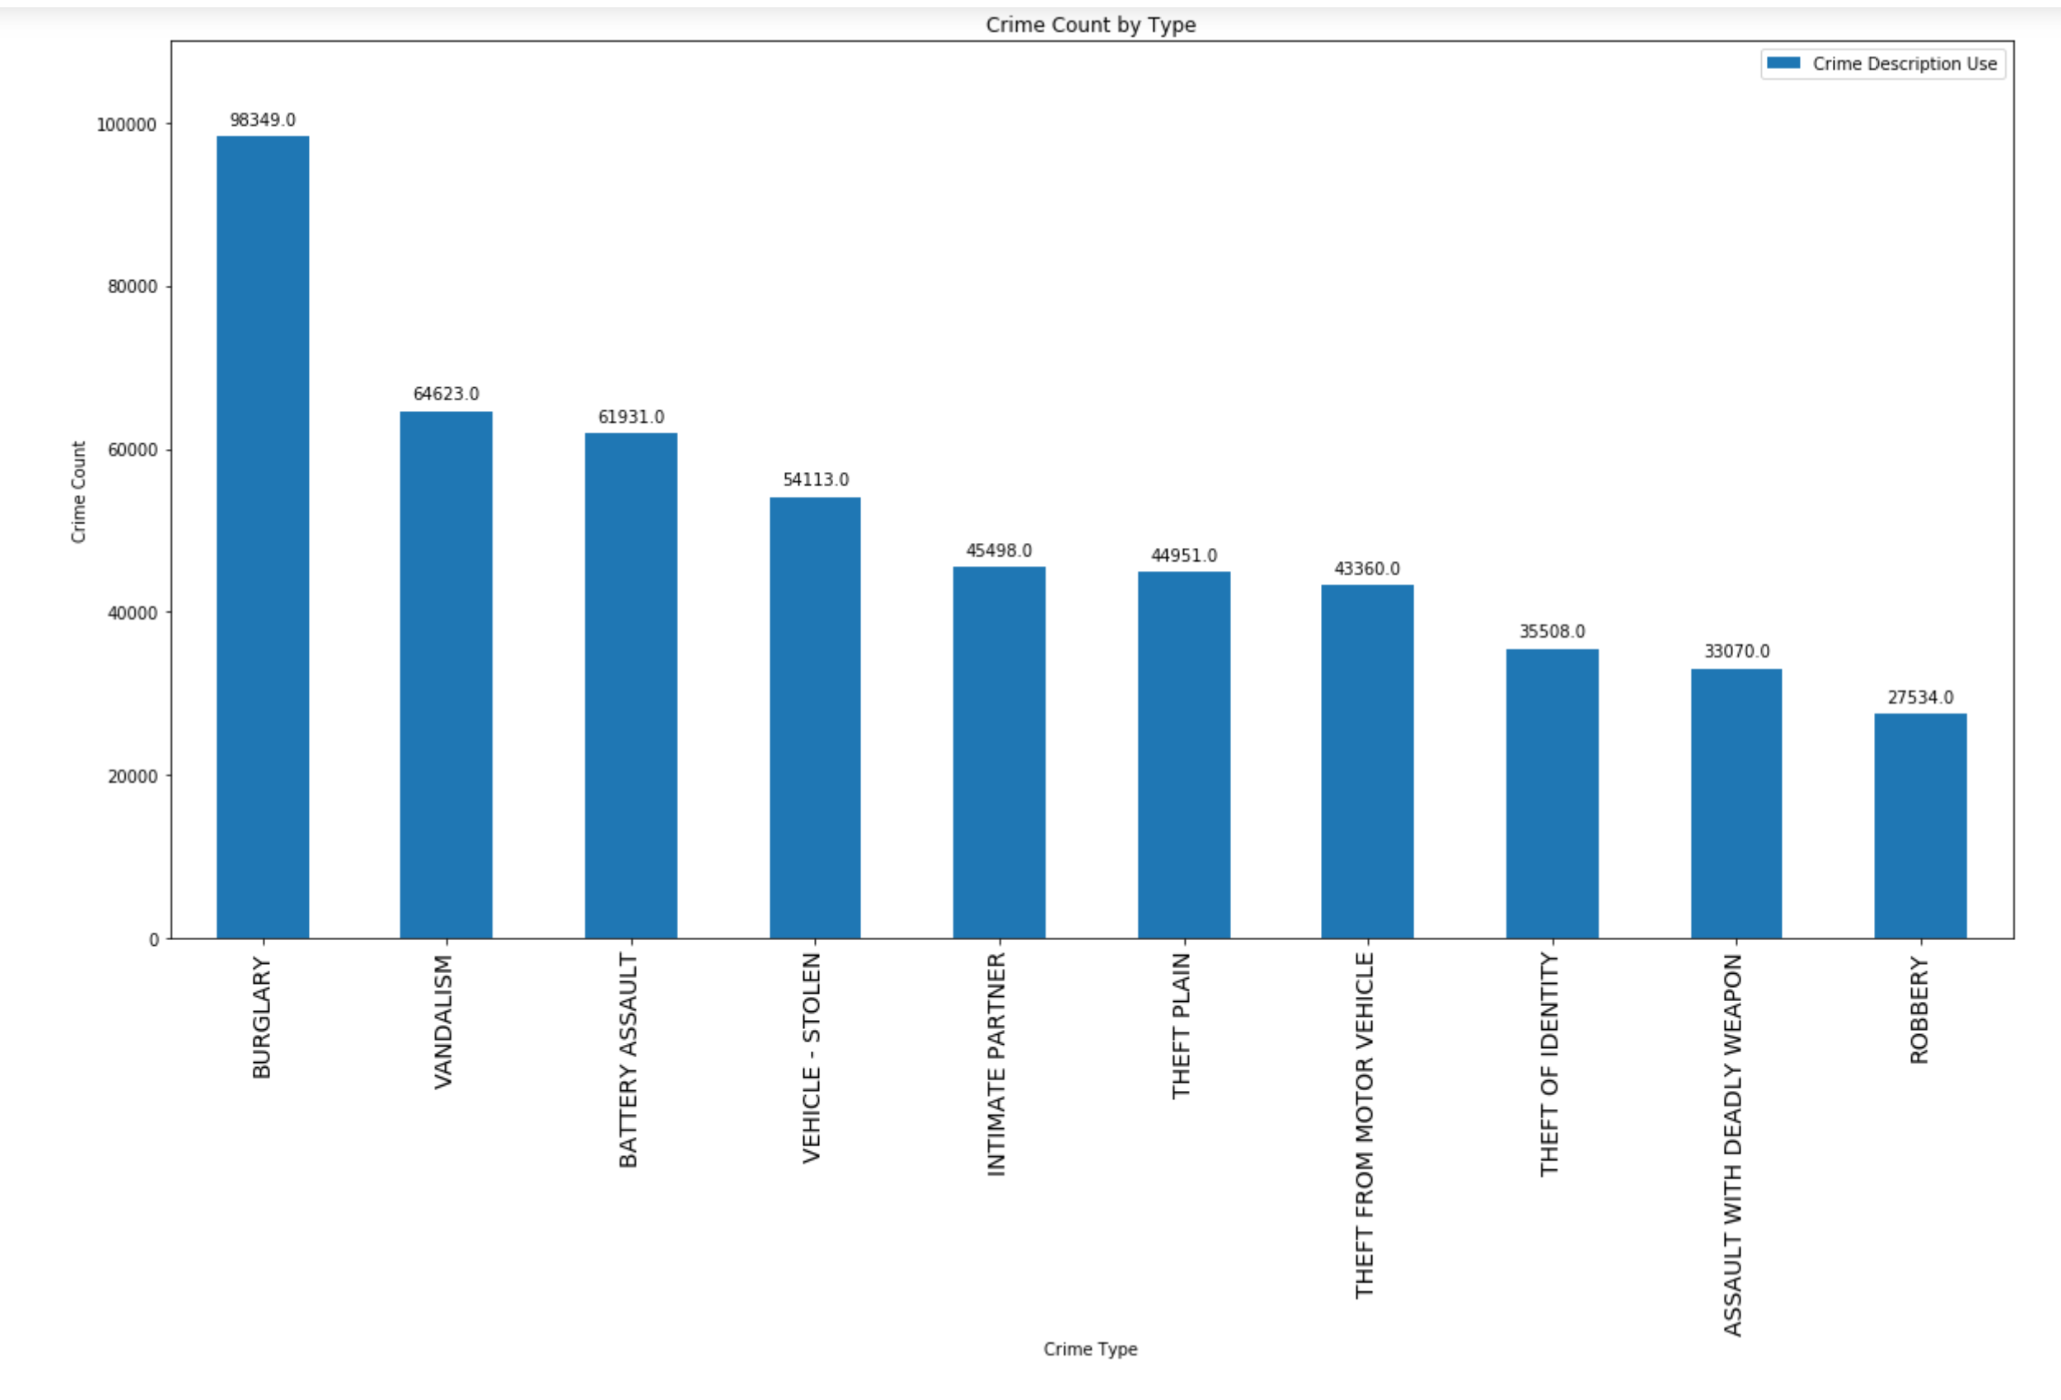 Crime Count by Type
Crime Description Use
Crime Count
100000
80000
60000
40000
20000
0
98349.0
64623.0
61931.0
54113.0
45498.0
44951.0
43360.0
35508.0
33070.0
27534.0
BURGLARY
VANDALISM
BATTERY ASSAULT
VEHICLE - STOLEN
INTIMATE PARTNER
THEFT PLAIN
THEFT FROM MOTOR VEHICLE
THEFT OF IDENTITY
ASSAULT WITH DEADLY WEAPON
ROBBERY
Crime Type